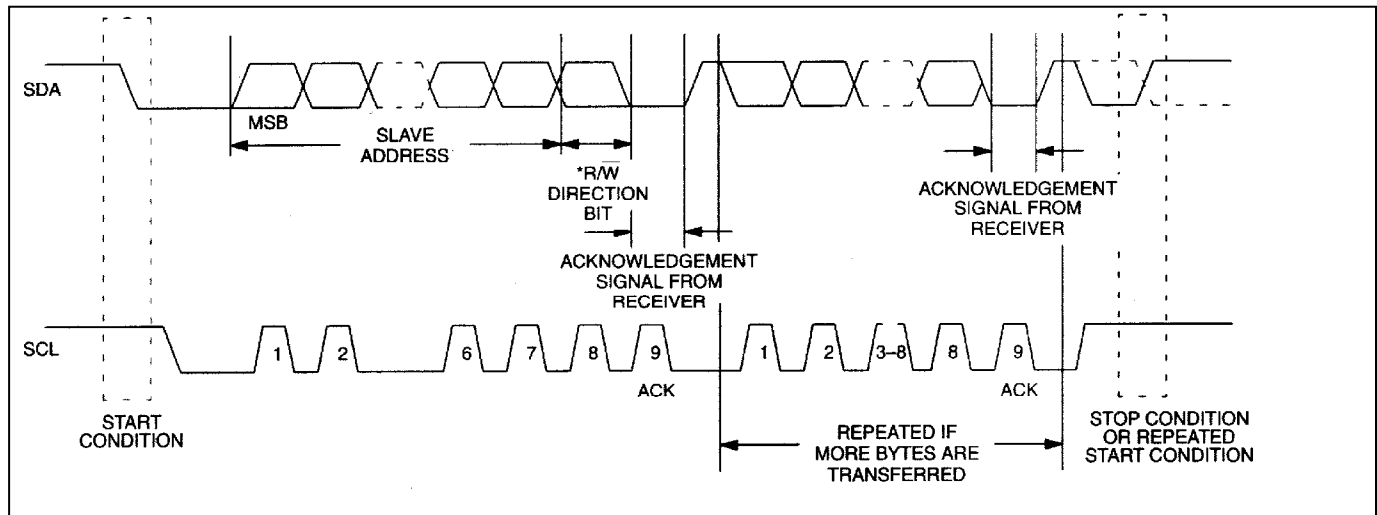 SDA
MSB
SLAVE
ADDRESS
*R/W̅
DIRECTION
BIT
ACKNOWLEDGEMENT
SIGNAL FROM
RECEIVER
ACKNOWLEDGEMENT
SIGNAL FROM
RECEIVER
SCL
1 2 6 7 8 9 1 2 3–8 8 9
ACK ACK
START
CONDITION
REPEATED IF
MORE BYTES ARE
TRANSFERRED
STOP CONDITION
OR REPEATED
START CONDITION